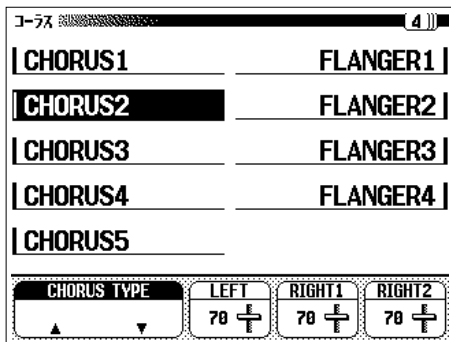 コーラス 4
CHORUS1 FLANGER1
CHORUS2 FLANGER2
CHORUS3 FLANGER3
CHORUS4 FLANGER4
CHORUS5
CHORUS TYPE LEFT RIGHT1 RIGHT2
▲ ▼ 70 70 70